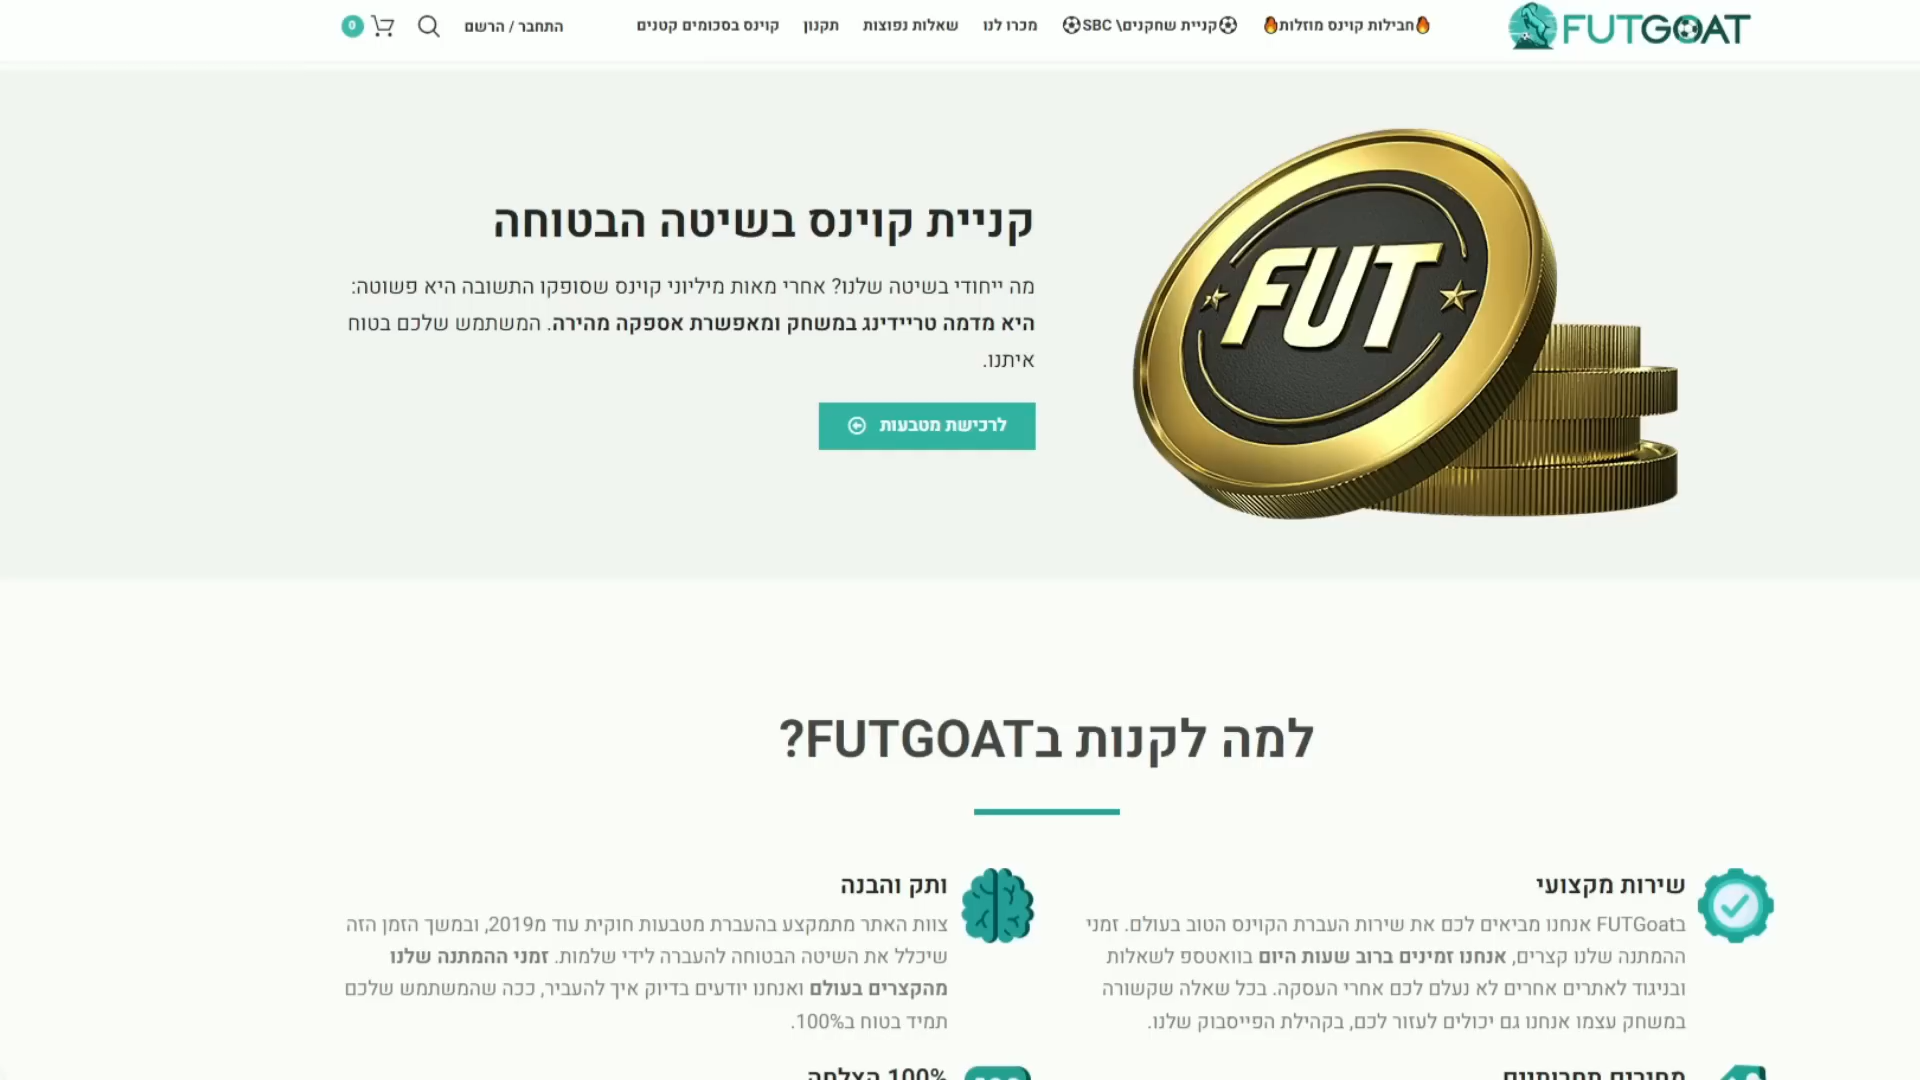 FUTGOAT
🔥חבילות קוינס מוזלות🔥
⚽קניית שחקנים\ SBC⚽
מכרו לנו
שאלות נפוצות
תקנון
קוינס בסכומים קטנים
התחבר / הרשם
0
קניית קוינס בשיטה הבטוחה
מה ייחודי בשיטה שלנו? אחרי מאות מיליוני קוינס שסופקו התשובה היא פשוטה:
היא מדמה טריידינג במשחק ומאפשרת אספקה מהירה. המשתמש שלכם בטוח
איתנו.
לרכישת מטבעות
FUT
למה לקנות בFUTGOAT?
שירות מקצועי
בFUTGoat אנחנו מביאים לכם את שירות העברת הקוינס הטוב בעולם. זמני
ההמתנה שלנו קצרים, אנחנו זמינים ברוב שעות היום בוואטספ לשאלות
ובניגוד לאתרים אחרים לא נעלם לכם אחרי העסקה. בכל שאלה שקשורה
במשחק עצמו אנחנו גם יכולים לעזור לכם, בקהילת הפייסבוק שלנו.
ותק והבנה
צוות האתר מתמקצע בהעברת מטבעות חוקית עוד מ2019, ובמשך הזמן הזה
שיכלל את השיטה הבטוחה להעברה לידי שלמות. זמני ההמתנה שלנו
מהקצרים בעולם ואנחנו יודעים בדיוק איך להעביר, ככה שהמשתמש שלכם
תמיד בטוח ב100%.
מחירים תחרותיים
100% הצלחה